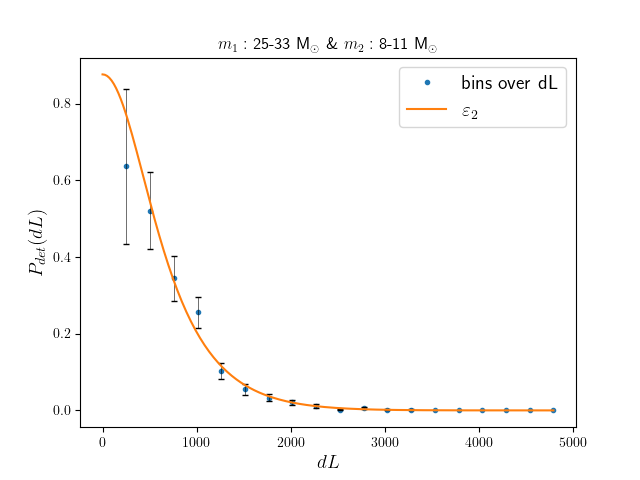 m₁ : 25-33 M⊙ & m₂ : 8-11 M⊙
bins over dL
ε₂
P_det(dL)
0.8
0.6
0.4
0.2
0.0
0 1000 2000 3000 4000 5000
dL